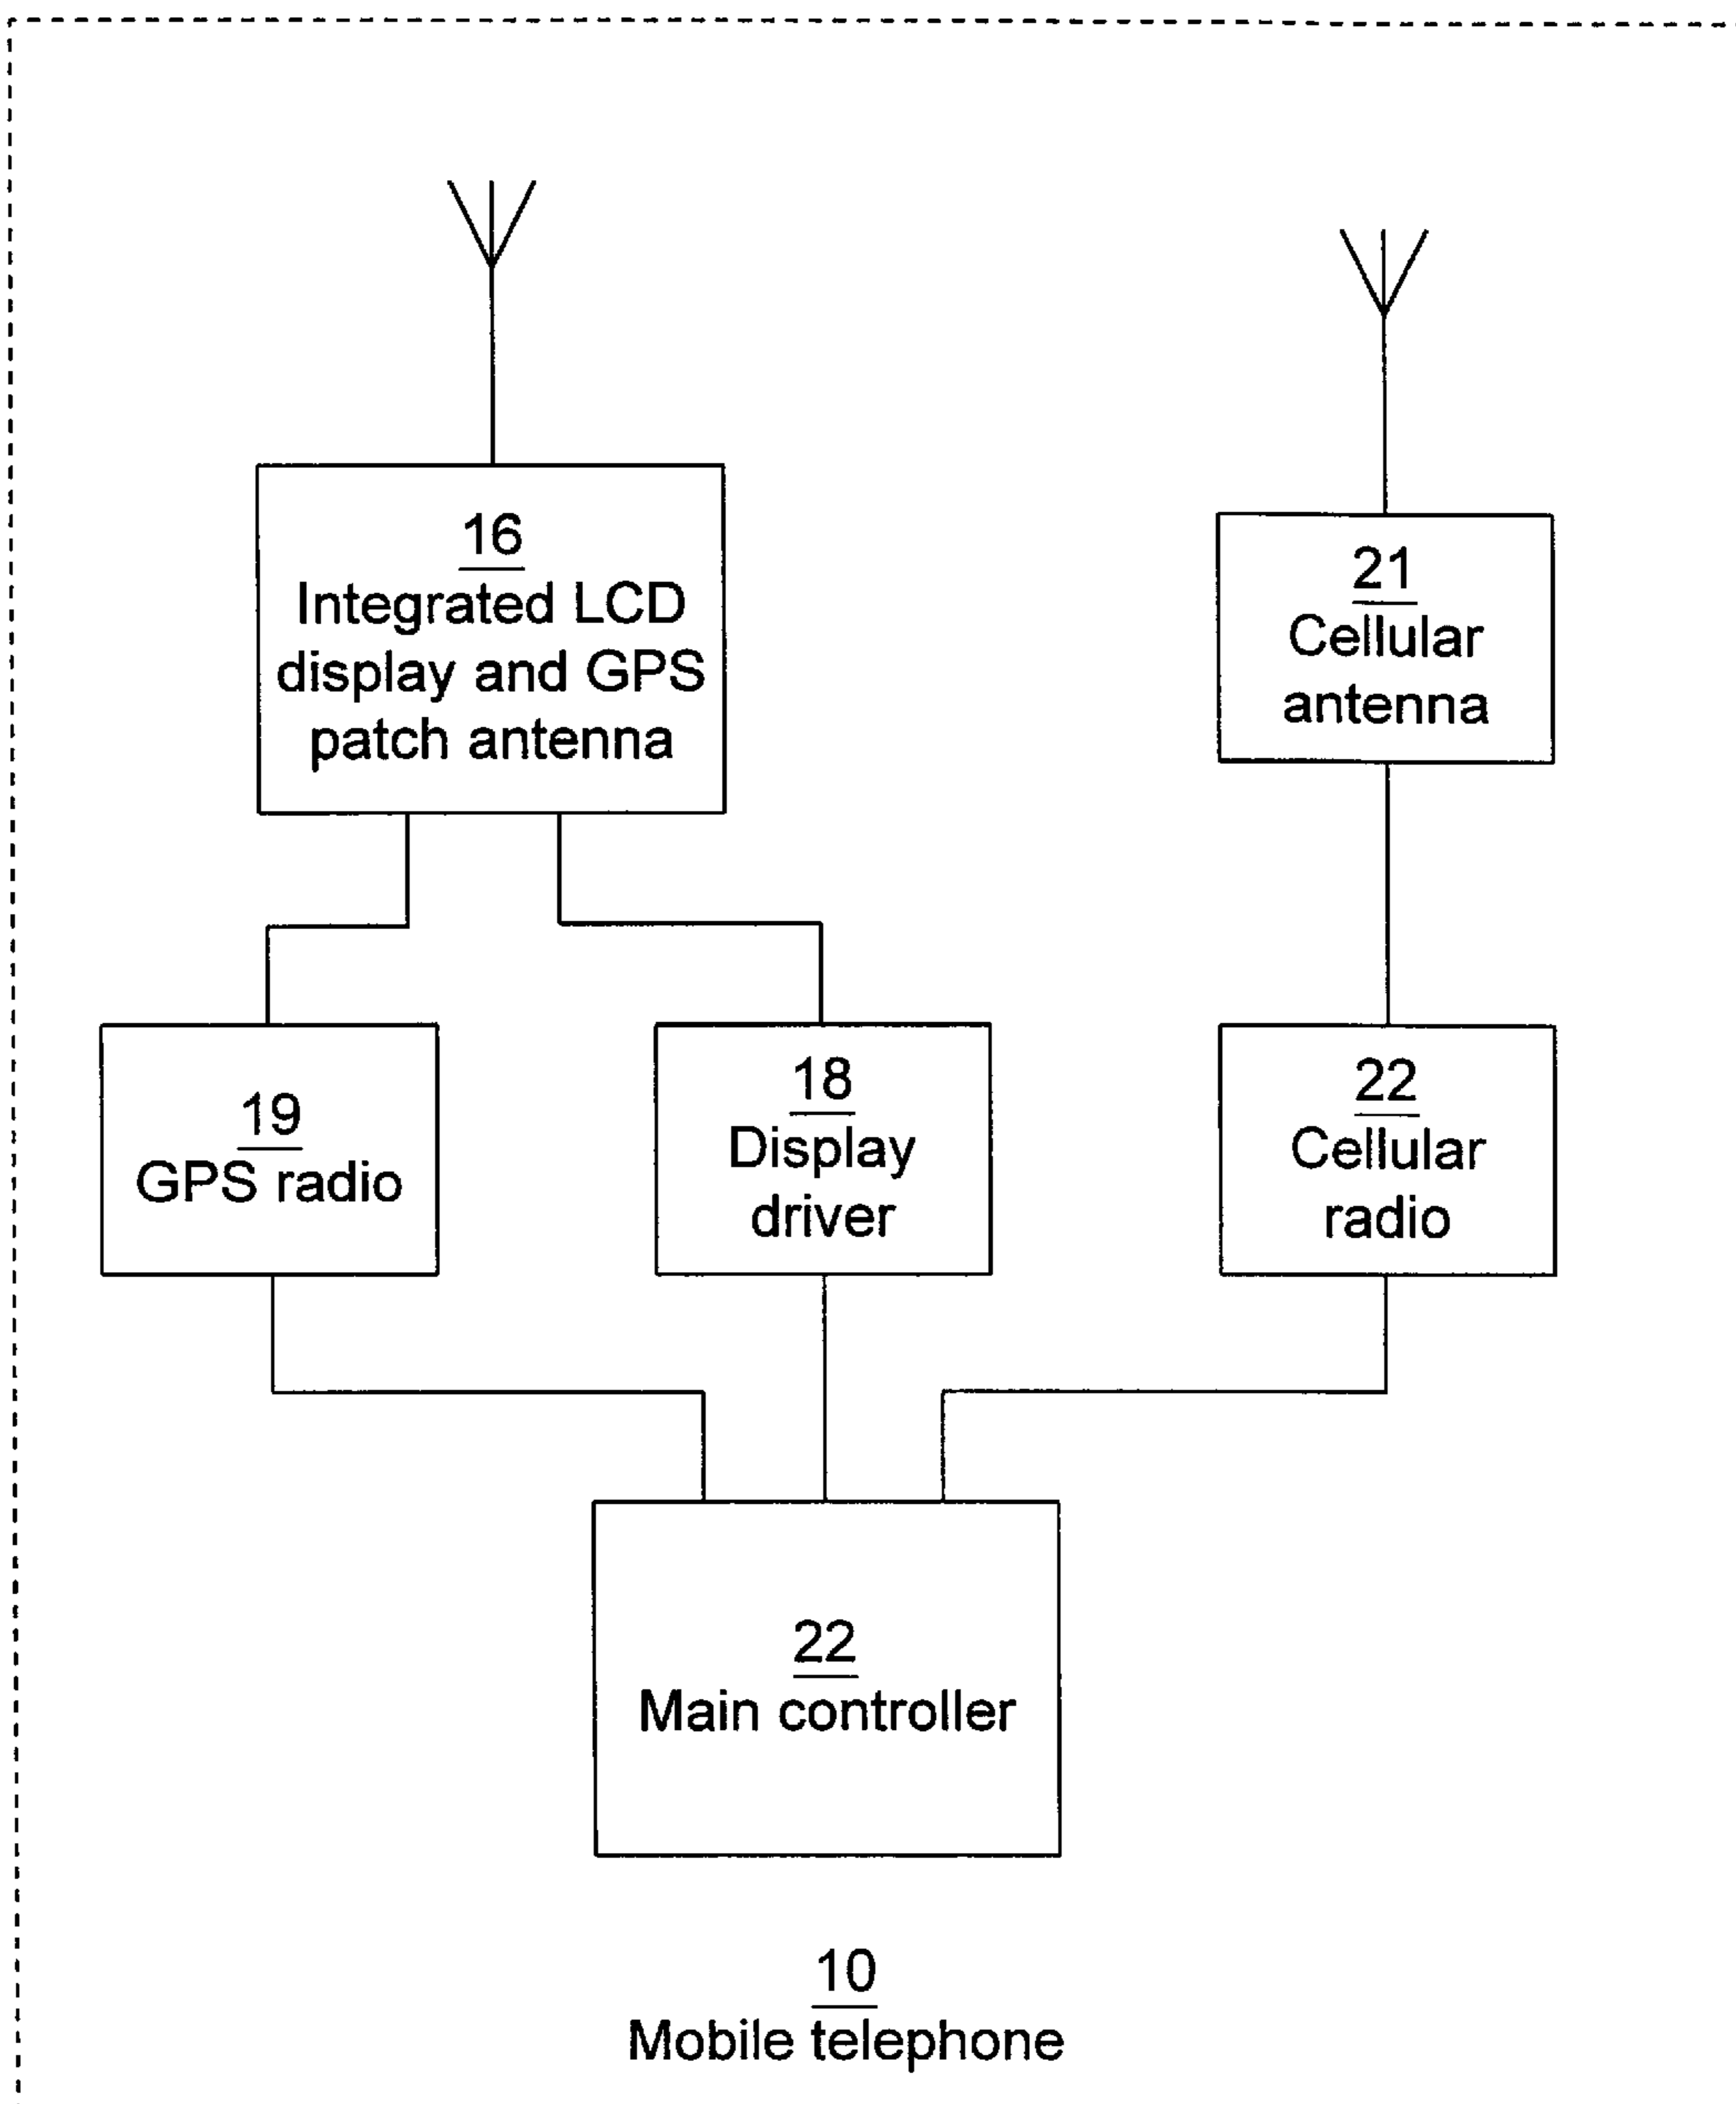 16
Integrated LCD
display and GPS
patch antenna
21
Cellular
antenna
19
GPS radio
18
Display
driver
22
Cellular
radio
22
Main controller
10
Mobile telephone